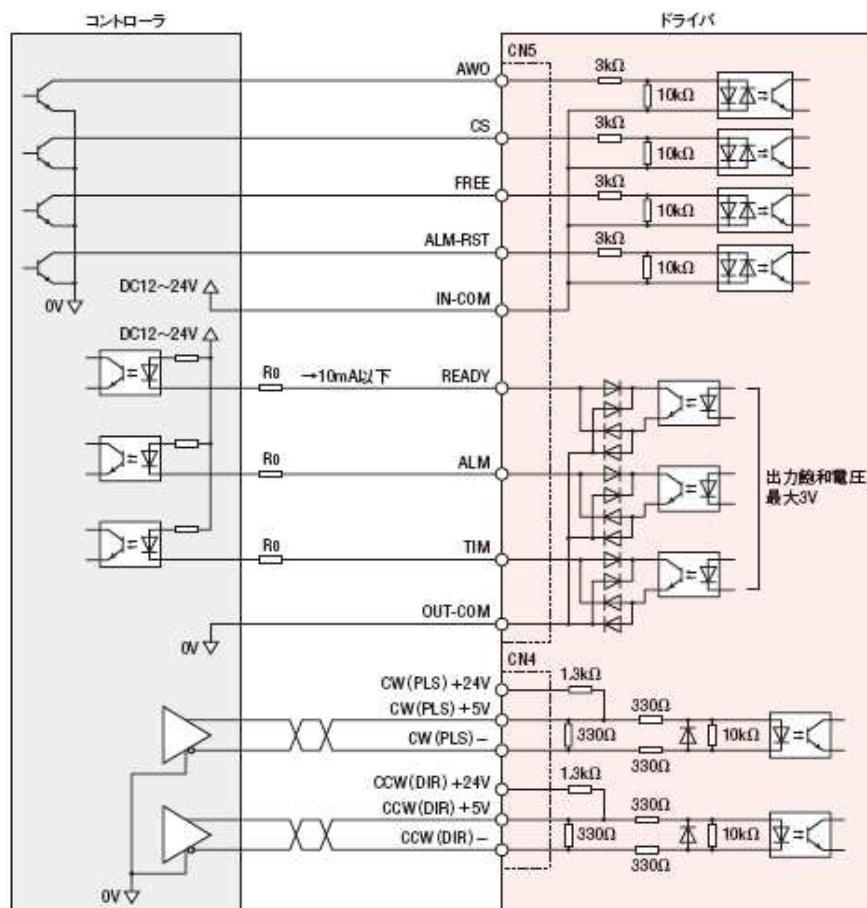 コントローラ
ドライバ
CN5
AWO
3kΩ
10kΩ
CS
3kΩ
10kΩ
FREE
3kΩ
10kΩ
ALM-RST
3kΩ
10kΩ
0V
DC12～24V
IN-COM
DC12～24V
R0
→10mA以下
READY
R0
ALM
出力飽和電圧
最大3V
R0
TIM
OUT-COM
0V
CN4
CW(PLS)+24V
1.3kΩ
CW(PLS)+5V
330Ω
CW(PLS)−
330Ω
10kΩ
330Ω
CCW(DIR)+24V
1.3kΩ
CCW(DIR)+5V
330Ω
CCW(DIR)−
330Ω
10kΩ
330Ω
0V